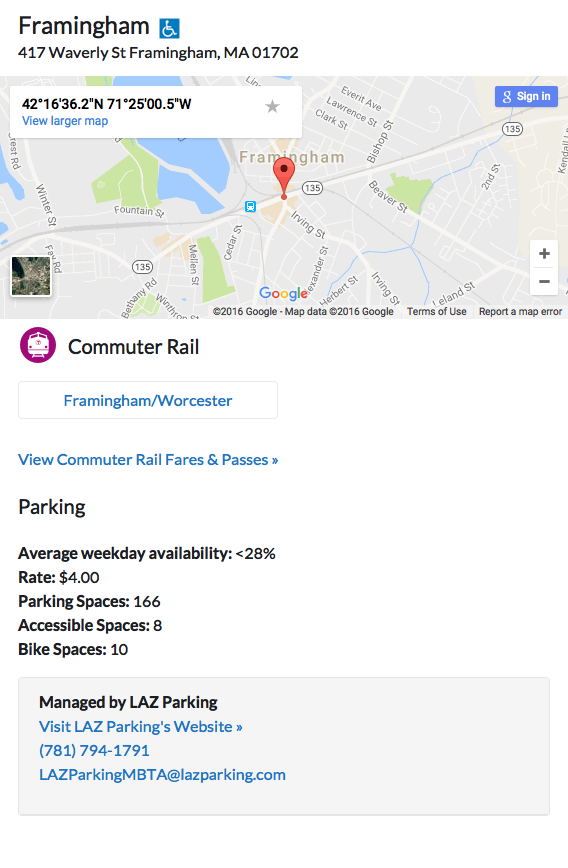 Framingham
417 Waverly St Framingham, MA 01702
42°16'36.2"N 71°25'00.5"W
View larger map
Sign in
Everit Ave
Lawrence St
Clark St
Bishop St
135
Kendall
Framingham
135
Beaver St
2nd St
Winter St
Fountain St
Irving St
Cedar St
Mellen St
135
Bethany Rd
Herbert St
Irving St
Leland St
Google
©2016 Google - Map data ©2016 Google Terms of Use Report a map error
Commuter Rail
Framingham/Worcester
View Commuter Rail Fares & Passes »
Parking
Average weekday availability: <28%
Rate: $4.00
Parking Spaces: 166
Accessible Spaces: 8
Bike Spaces: 10
Managed by LAZ Parking
Visit LAZ Parking's Website »
(781) 794-1791
LAZParkingMBTA@lazparking.com